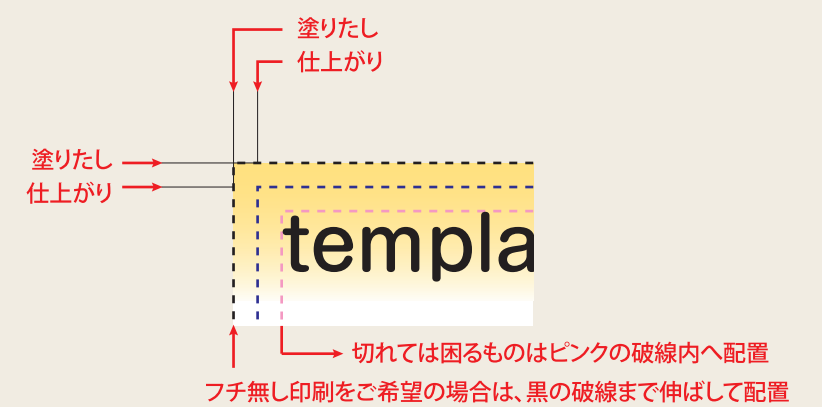 塗りたし
仕上がり
塗りたし
仕上がり
templa
切れては困るものはピンクの破線内へ配置
フチ無し印刷をご希望の場合は、黒の破線まで伸ばして配置